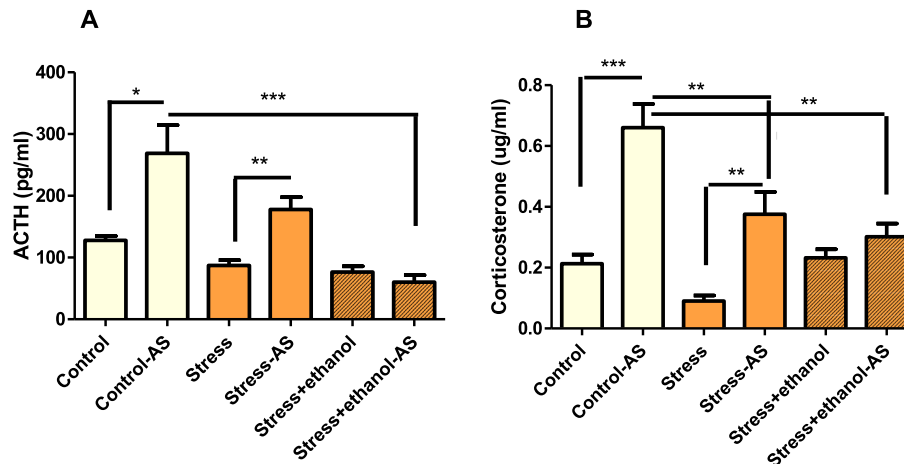 A
ACTH (pg/ml)
400
300
200
100
0
*
***
**
Control
Control-AS
Stress
Stress-AS
Stress+ethanol
Stress+ethanol-AS
B
Corticosterone (ug/ml)
0.8
0.6
0.4
0.2
0.0
***
**
**
**
Control
Control-AS
Stress
Stress-AS
Stress+ethanol
Stress+ethanol-AS